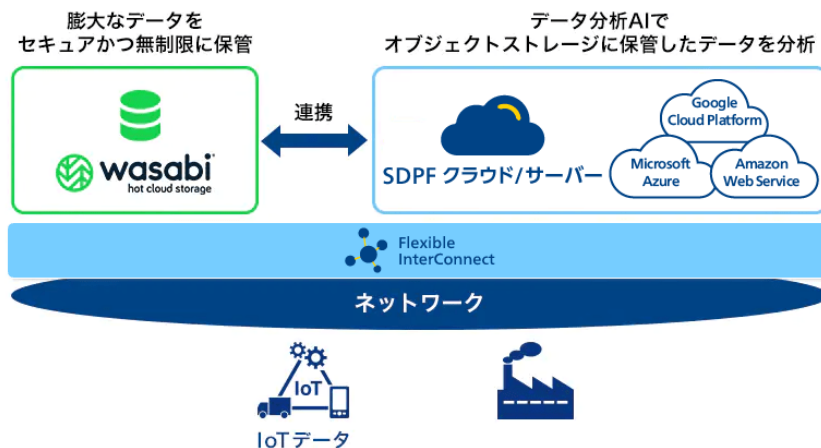 膨大なデータを
セキュアかつ無制限に保管
データ分析AIで
オブジェクトストレージに保管したデータを分析
wasabi
hot cloud storage
連携
SDPF クラウド/サーバー
Google
Cloud Platform
Microsoft
Azure
Amazon
Web Service
Flexible
InterConnect
ネットワーク
IoT
IoTデータ